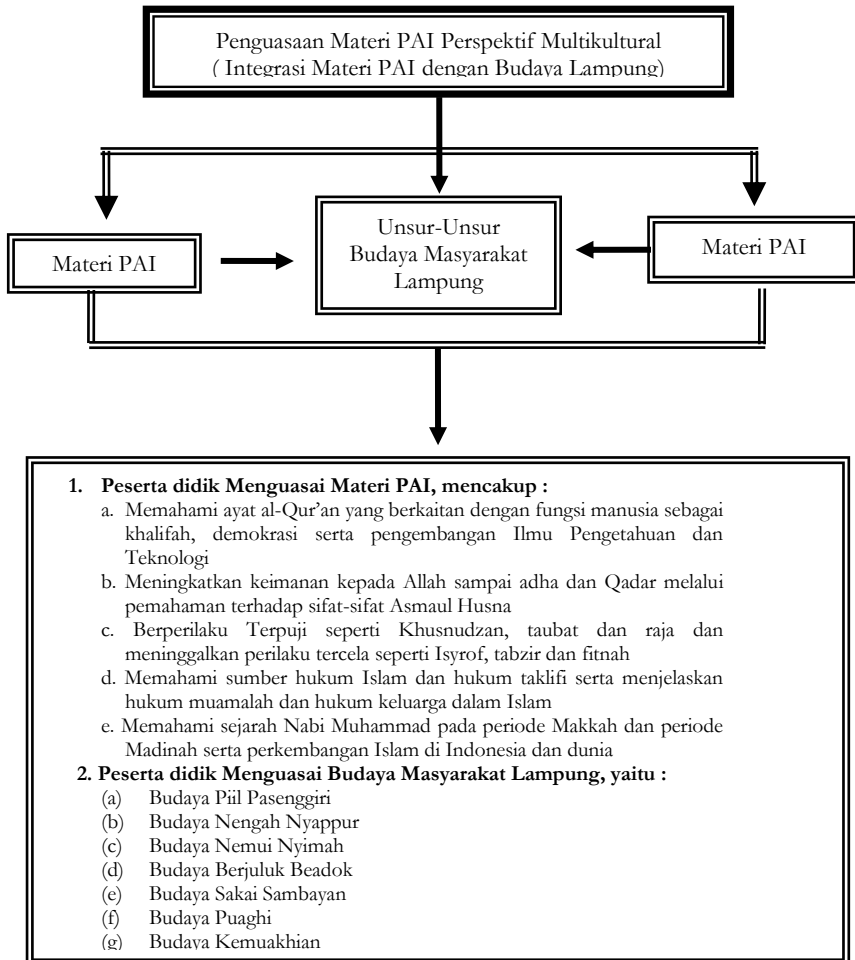 Penguasaan Materi PAI Perspektif Multikultural
( Integrasi Materi PAI dengan Budaya Lampung)
Materi PAI
Unsur-Unsur
Budaya Masyarakat
Lampung
Materi PAI
1. Peserta didik Menguasai Materi PAI, mencakup :
a. Memahami ayat al-Qur’an yang berkaitan dengan fungsi manusia sebagai
khalifah, demokrasi serta pengembangan Ilmu Pengetahuan dan
Teknologi
b. Meningkatkan keimanan kepada Allah sampai adha dan Qadar melalui
pemahaman terhadap sifat-sifat Asmaul Husna
c. Berperilaku Terpuji seperti Khusnudzan, taubat dan raja dan
meninggalkan perilaku tercela seperti Isyrof, tabzir dan fitnah
d. Memahami sumber hukum Islam dan hukum taklifi serta menjelaskan
hukum muamalah dan hukum keluarga dalam Islam
e. Memahami sejarah Nabi Muhammad pada periode Makkah dan periode
Madinah serta perkembangan Islam di Indonesia dan dunia
2. Peserta didik Menguasai Budaya Masyarakat Lampung, yaitu :
(a) Budaya Piil Pasenggiri
(b) Budaya Nengah Nyappur
(c) Budaya Nemui Nyimah
(d) Budaya Berjuluk Beadok
(e) Budaya Sakai Sambayan
(f) Budaya Puaghi
(g) Budaya Kemuakhian